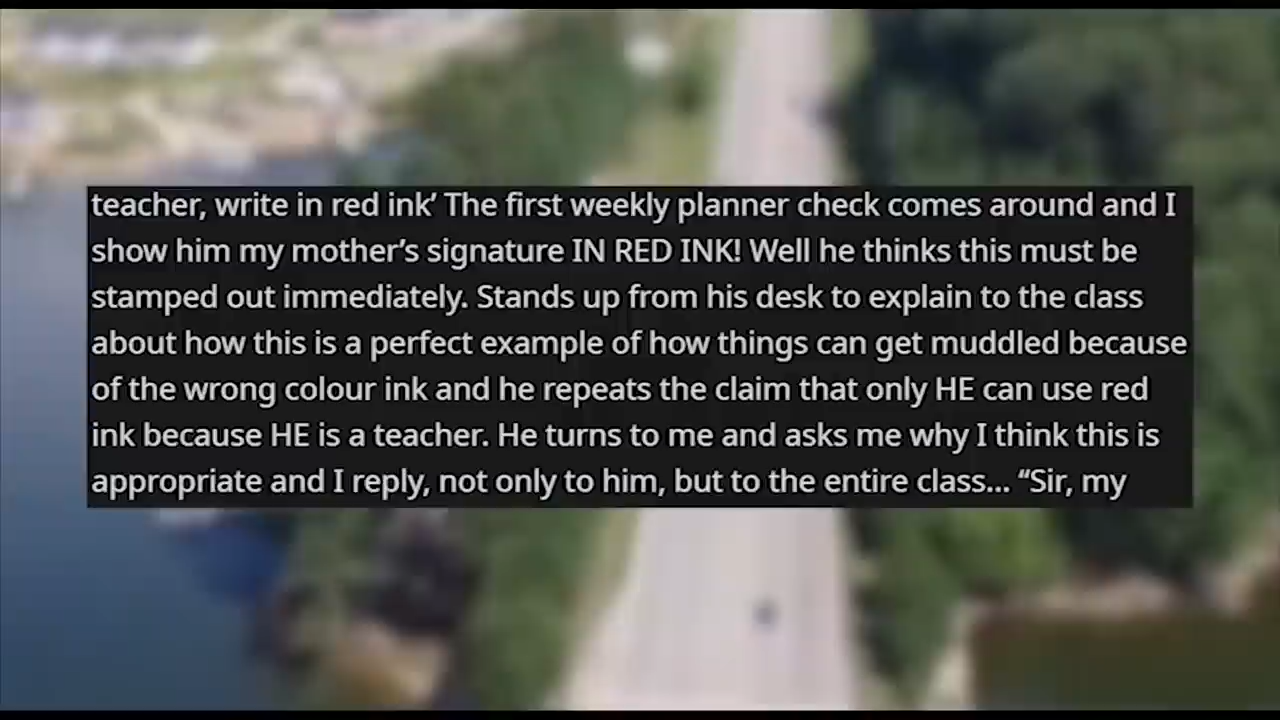 teacher, write in red ink’ The first weekly planner check comes around and I
show him my mother’s signature IN RED INK! Well he thinks this must be
stamped out immediately. Stands up from his desk to explain to the class
about how this is a perfect example of how things can get muddled because
of the wrong colour ink and he repeats the claim that only HE can use red
ink because HE is a teacher. He turns to me and asks me why I think this is
appropriate and I reply, not only to him, but to the entire class... “Sir, my